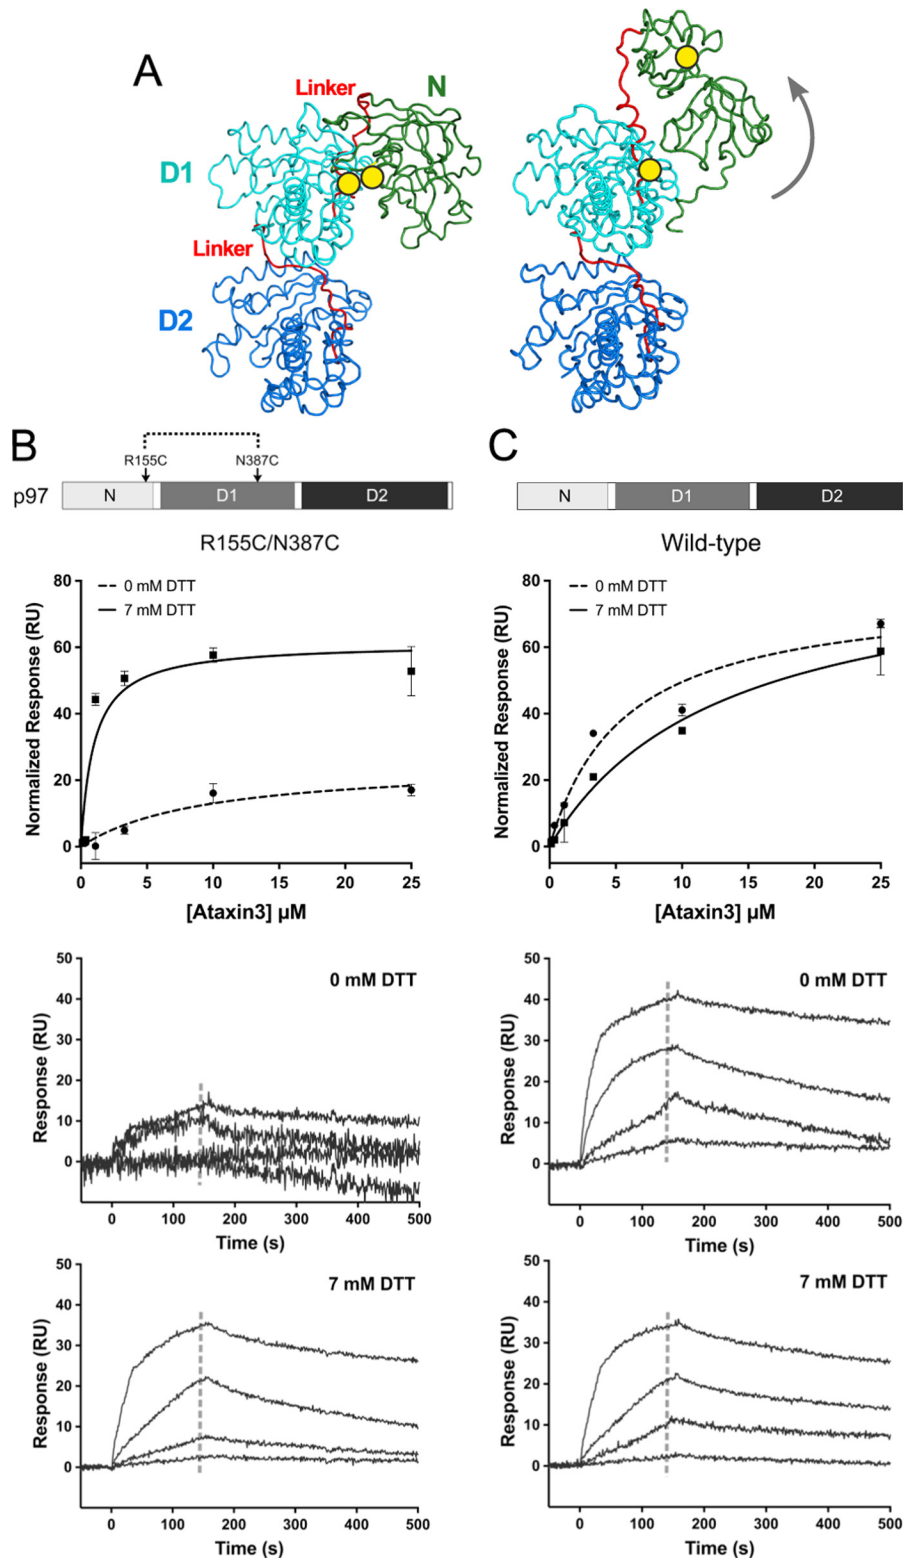 A
Linker
N
D1
Linker
D2
B
R155C
N387C
p97
N
D1
D2
R155C/N387C
80
60
40
20
0
0 mM DTT
7 mM DTT
Normalized Response (RU)
0
5
10
15
20
25
[Ataxin3] µM
50
40
30
20
10
0
0 mM DTT
Response (RU)
0
100
200
300
400
500
Time (s)
50
40
30
20
10
0
7 mM DTT
Response (RU)
0
100
200
300
400
500
Time (s)
C
N
D1
D2
Wild-type
80
60
40
20
0
0 mM DTT
7 mM DTT
Normalized Response (RU)
0
5
10
15
20
25
[Ataxin3] µM
50
40
30
20
10
0
0 mM DTT
Response (RU)
0
100
200
300
400
500
Time (s)
50
40
30
20
10
0
7 mM DTT
Response (RU)
0
100
200
300
400
500
Time (s)